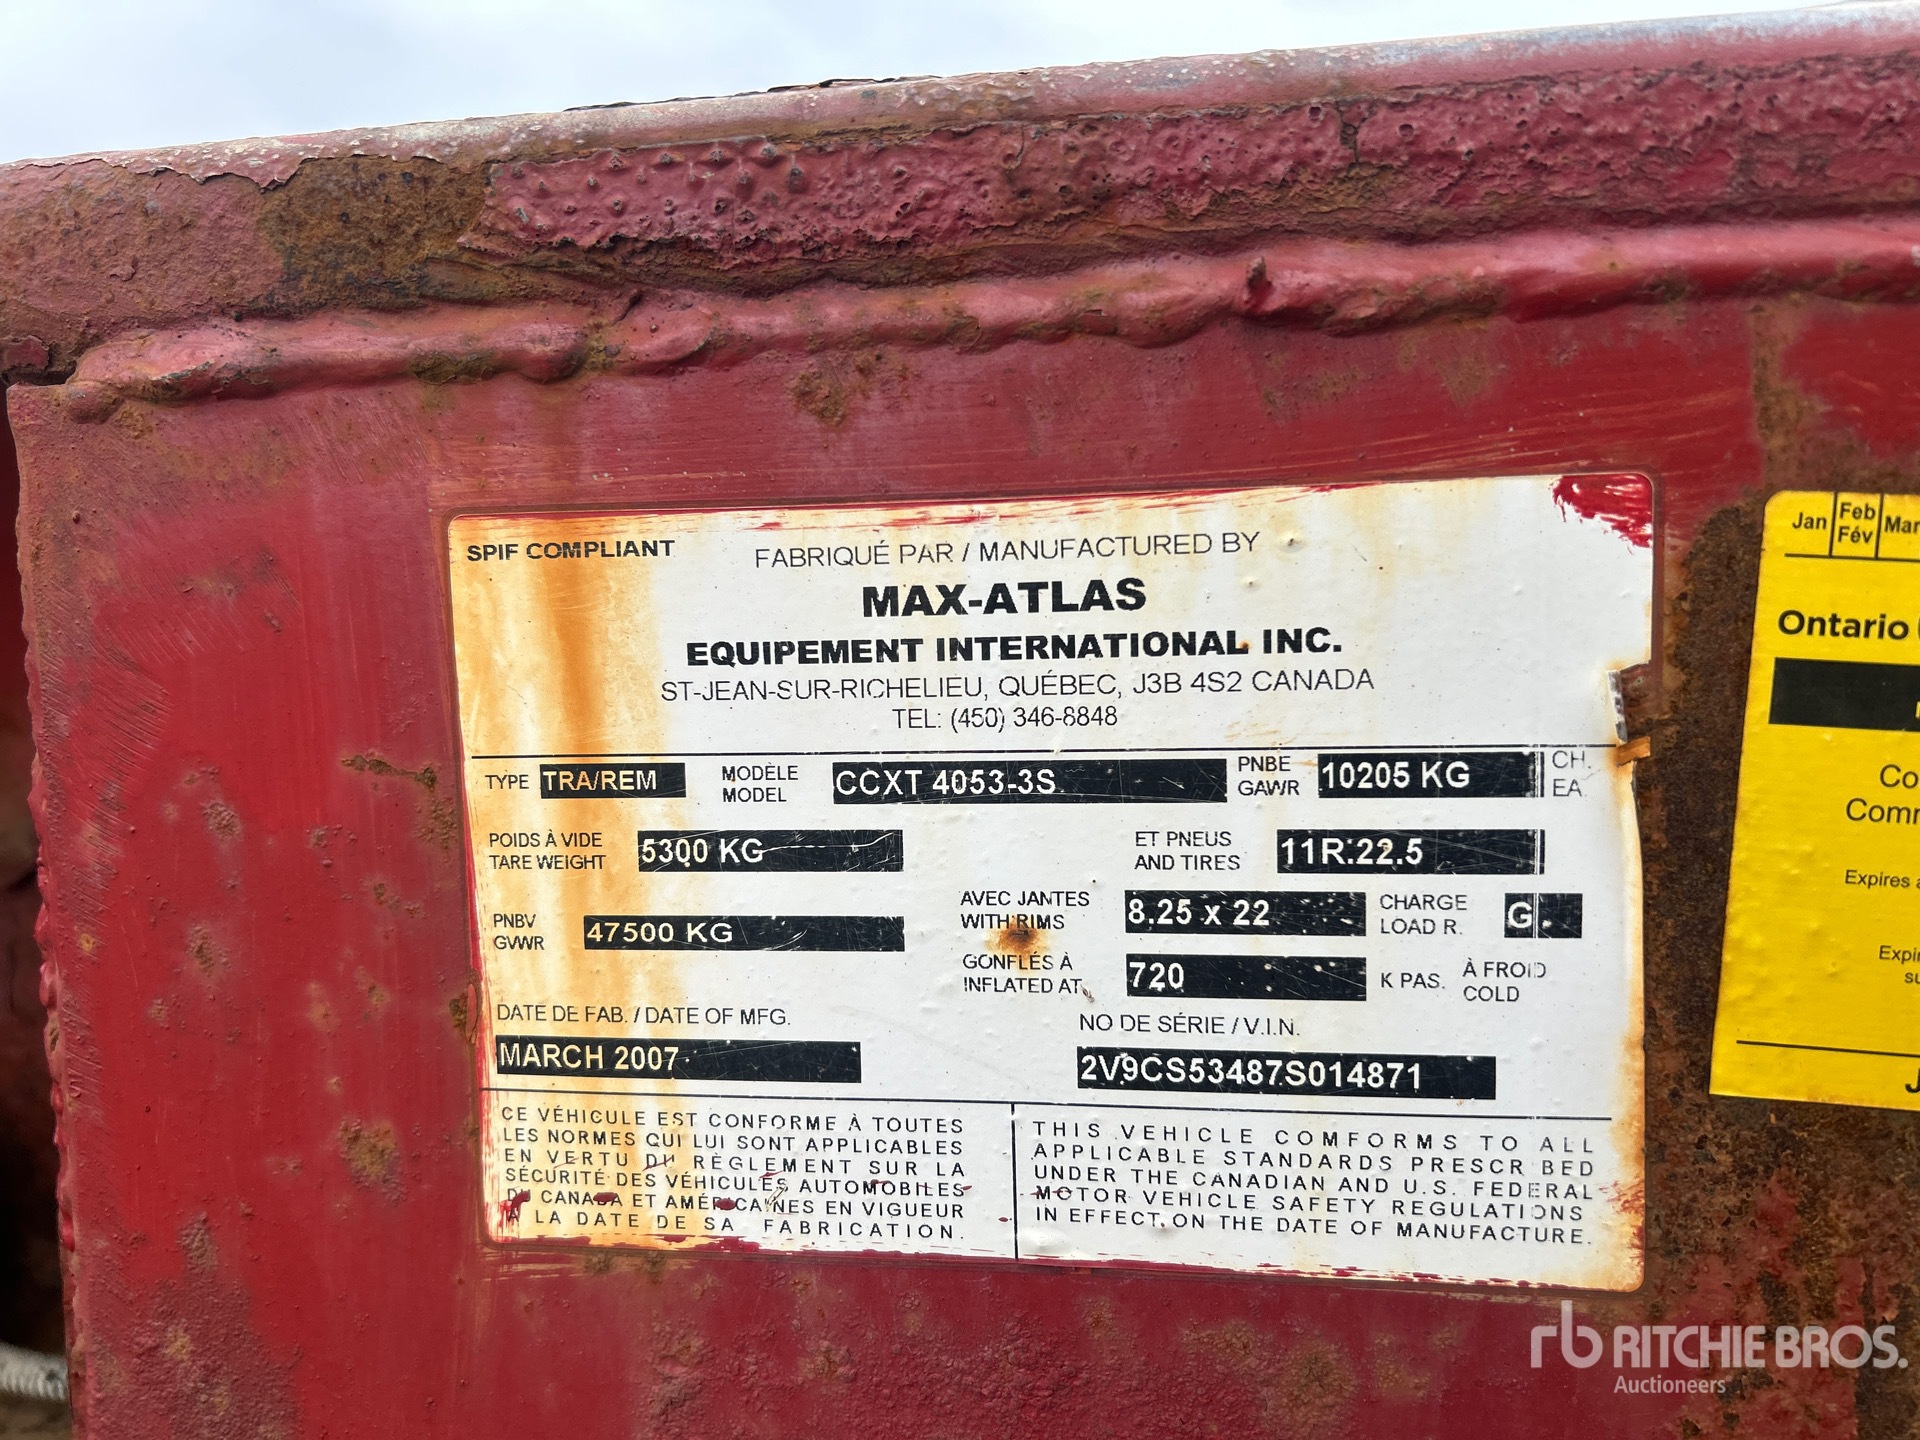 SPIF COMPLIANT
FABRIQUÉ PAR / MANUFACTURED BY
MAX-ATLAS
EQUIPEMENT INTERNATIONAL INC.
ST-JEAN-SUR-RICHELIEU, QUÉBEC, J3B 4S2 CANADA
TEL: (450) 346-8848
TYPE TRA/REM MODÈLE MODEL CCXT 4053-3S PNBE GAWR 10205 KG CH. EA.
POIDS À VIDE TARE WEIGHT 5300 KG ET PNEUS AND TIRES 11R.22.5
PNBV GVWR 47500 KG AVEC JANTES WITH RIMS 8.25 x 22 CHARGE LOAD R. G.
GONFLÉS À INFLATED AT 720 K PAS. À FROID COLD
DATE DE FAB. / DATE OF MFG. NO DE SÉRIE / V.I.N.
MARCH 2007 2V9CS53487S014871
CE VÉHICULE EST CONFORME À TOUTES
LES NORMES QUI LUI SONT APPLICABLES
EN VERTU DU RÈGLEMENT SUR LA
SÉCURITÉ DES VÉHICULES AUTOMOBILES
DU CANADA ET AMÉRICAINES EN VIGUEUR
À LA DATE DE SA FABRICATION.
THIS VEHICLE COMFORMS TO ALL
APPLICABLE STANDARDS PRESCRIBED
UNDER THE CANADIAN AND U.S. FEDERAL
MOTOR VEHICLE SAFETY REGULATIONS
IN EFFECT, ON THE DATE OF MANUFACTURE.
Jan Feb Fév Mar
Ontario
Expires
rb RITCHIE BROS.
Auctioneers